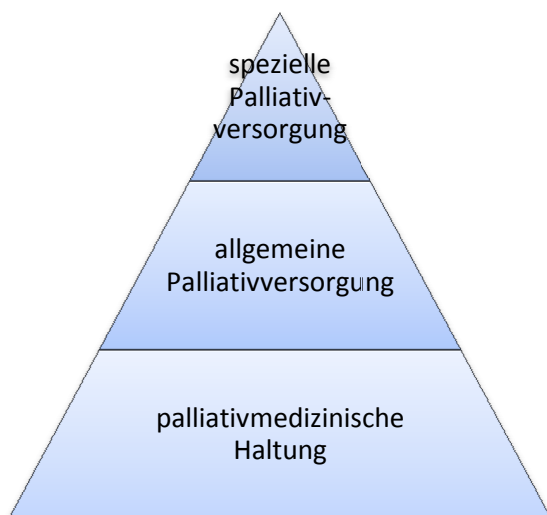 spezielle
Palliativ-
versorgung
allgemeine
Palliativversorgung
palliativmedizinische
Haltung